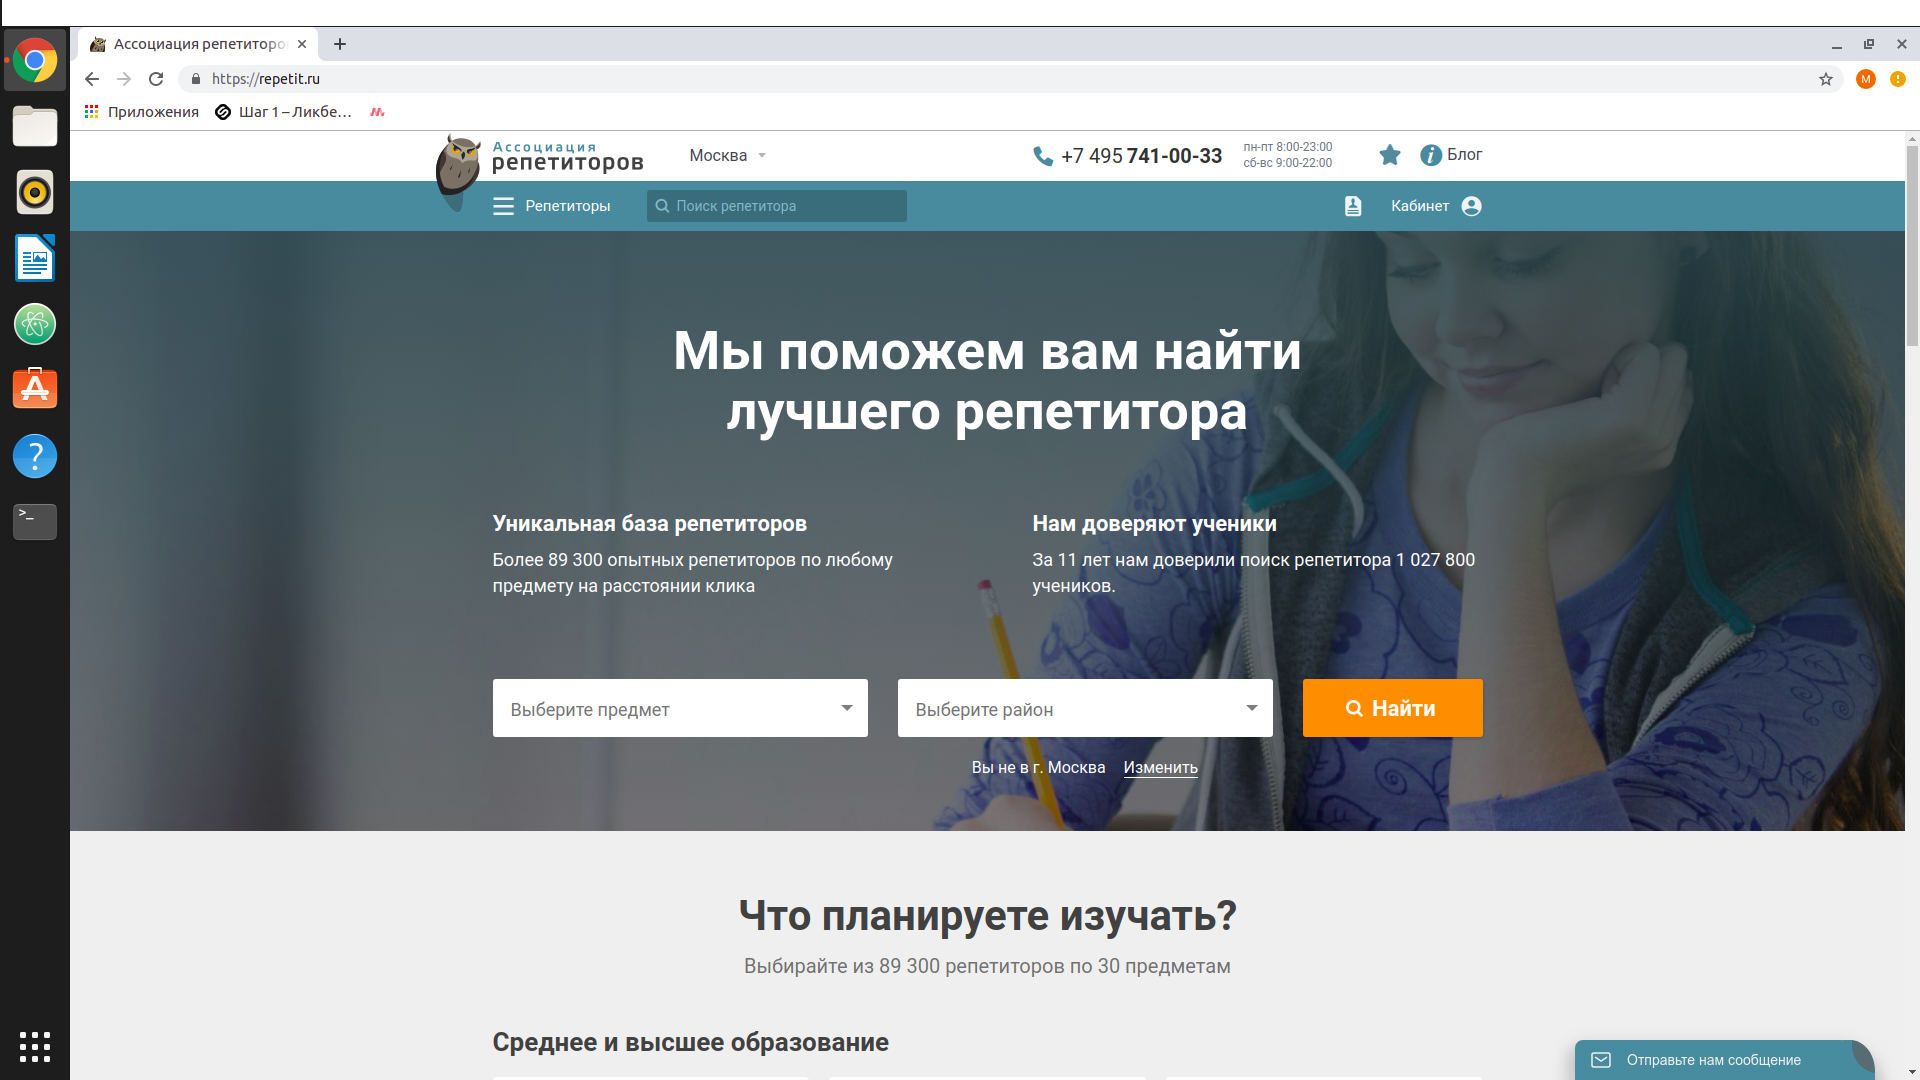 Ассоциация репетиторо
https://repetit.ru
M
Приложения
Шаг 1 – Ликбе…
Ассоциация
репетиторов
Москва
+7 495 741-00-33
пн-пт 8:00-23:00
сб-вс 9:00-22:00
Блог
Репетиторы
Поиск репетитора
Кабинет
Мы поможем вам найти
лучшего репетитора
Уникальная база репетиторов
Более 89 300 опытных репетиторов по любому
предмету на расстоянии клика
Нам доверяют ученики
За 11 лет нам доверили поиск репетитора 1 027 800
учеников.
Выберите предмет
Выберите район
Найти
Вы не в г. Москва Изменить
Что планируете изучать?
Выбирайте из 89 300 репетиторов по 30 предметам
Среднее и высшее образование
Отправьте нам сообщение